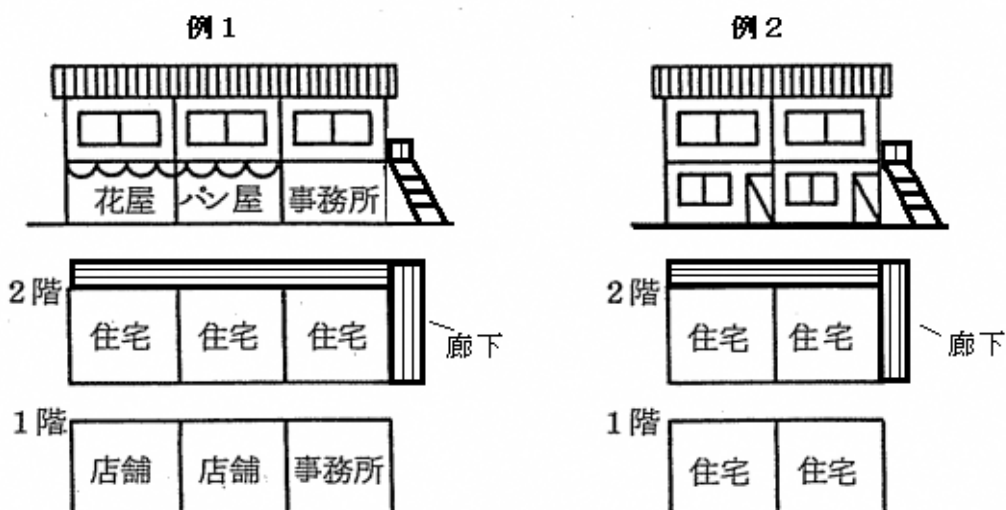 例1
花屋 パン屋 事務所
2階
住宅 住宅 住宅
廊下
1階
店舗 店舗 事務所
例2
2階
住宅 住宅
廊下
1階
住宅 住宅